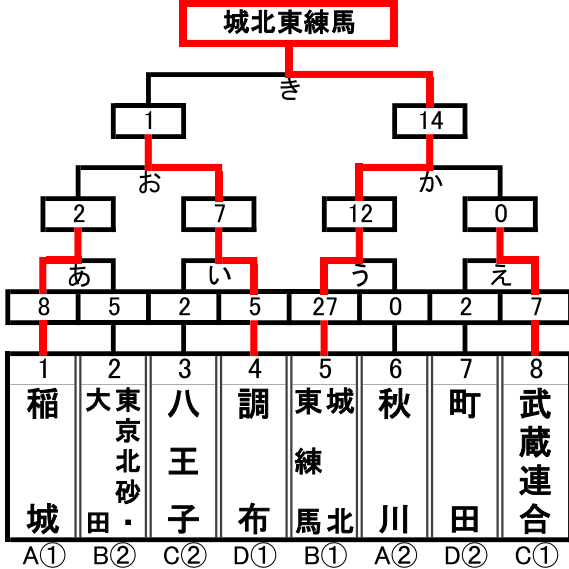 城北東練馬
き
1 14
お か
2 7 12 0
あ い う え
8 5 2 5 27 0 2 7
1 2 3 4 5 6 7 8
稲城
東京北砂・
大田
八王子
調布
城北
東練馬
秋川
町田
武蔵連合
A① B② C② D① B① A② D② C①